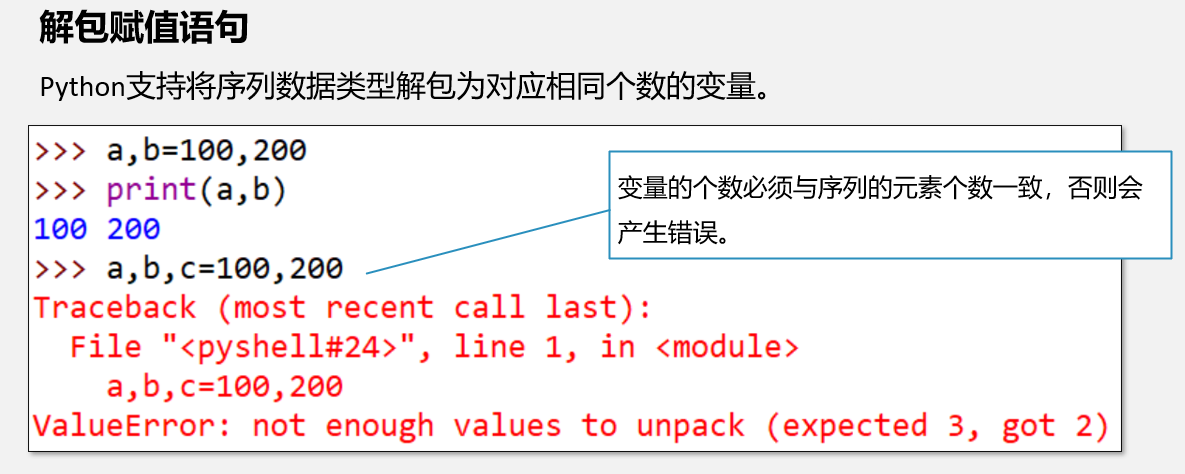 解包赋值语句
Python支持将序列数据类型解包为对应相同个数的变量。
>>> a,b=100,200
>>> print(a,b)
100 200
>>> a,b,c=100,200
Traceback (most recent call last):
  File "<pyshell#24>", line 1, in <module>
    a,b,c=100,200
ValueError: not enough values to unpack (expected 3, got 2)
变量的个数必须与序列的元素个数一致，否则会
产生错误。